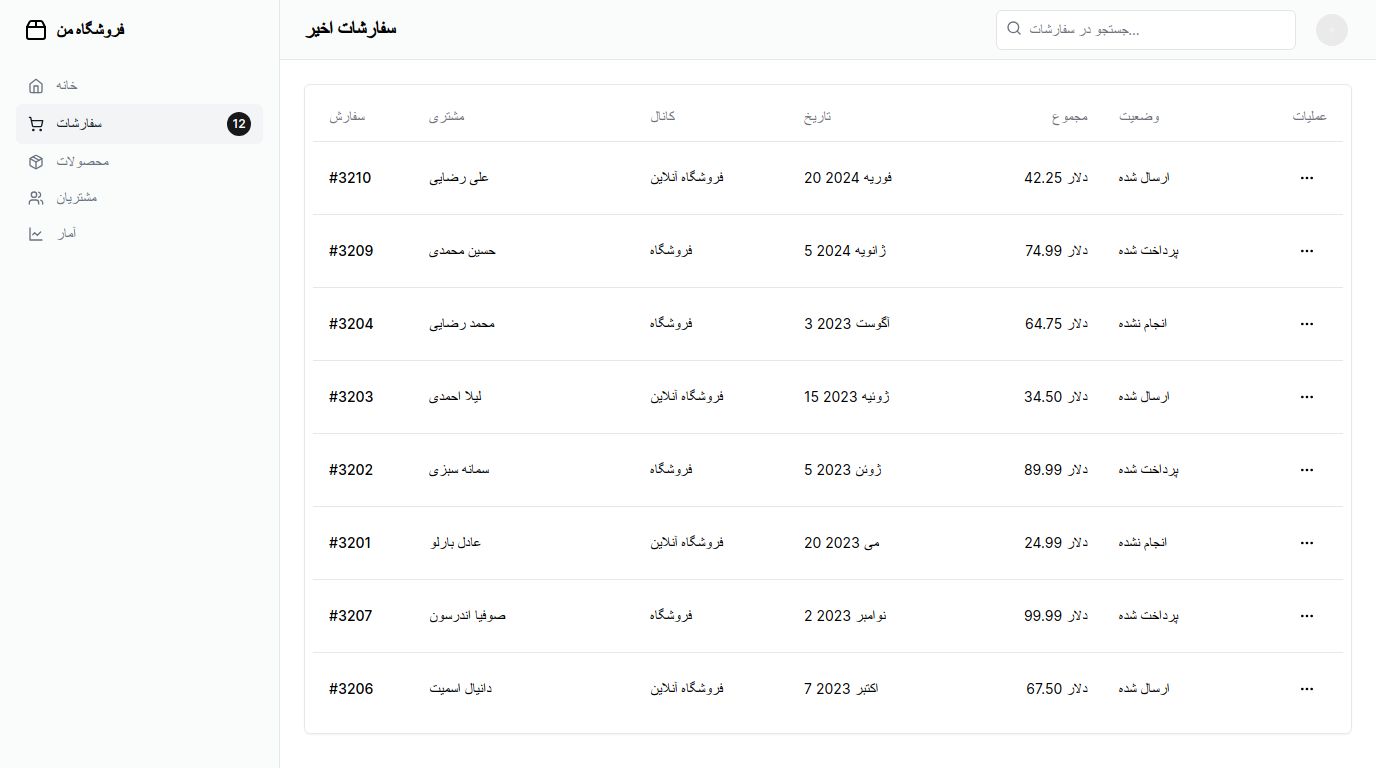 فروشگاه من
خانه
سفارشات 12
محصولات
مشتریان
آمار
سفارشات اخیر
جستجو در سفارشات...
سفارش مشتری کانال تاریخ مجموع وضعیت عملیات
#3210 علی رضایی فروشگاه آنلاین 20 فوریه 2024 42.25 دلار ارسال شده
#3209 حسین محمدی فروشگاه 5 ژانویه 2024 74.99 دلار پرداخت شده
#3204 محمد رضایی فروشگاه 3 آگوست 2023 64.75 دلار انجام نشده
#3203 لیلا احمدی فروشگاه آنلاین 15 ژوئیه 2023 34.50 دلار ارسال شده
#3202 سمانه سبزی فروشگاه 5 ژوئن 2023 89.99 دلار پرداخت شده
#3201 عادل بارلو فروشگاه آنلاین 20 می 2023 24.99 دلار انجام نشده
#3207 صوفیا اندرسون فروشگاه 2 نوامبر 2023 99.99 دلار پرداخت شده
#3206 دانیال اسمیت فروشگاه آنلاین 7 اکتبر 2023 67.50 دلار ارسال شده